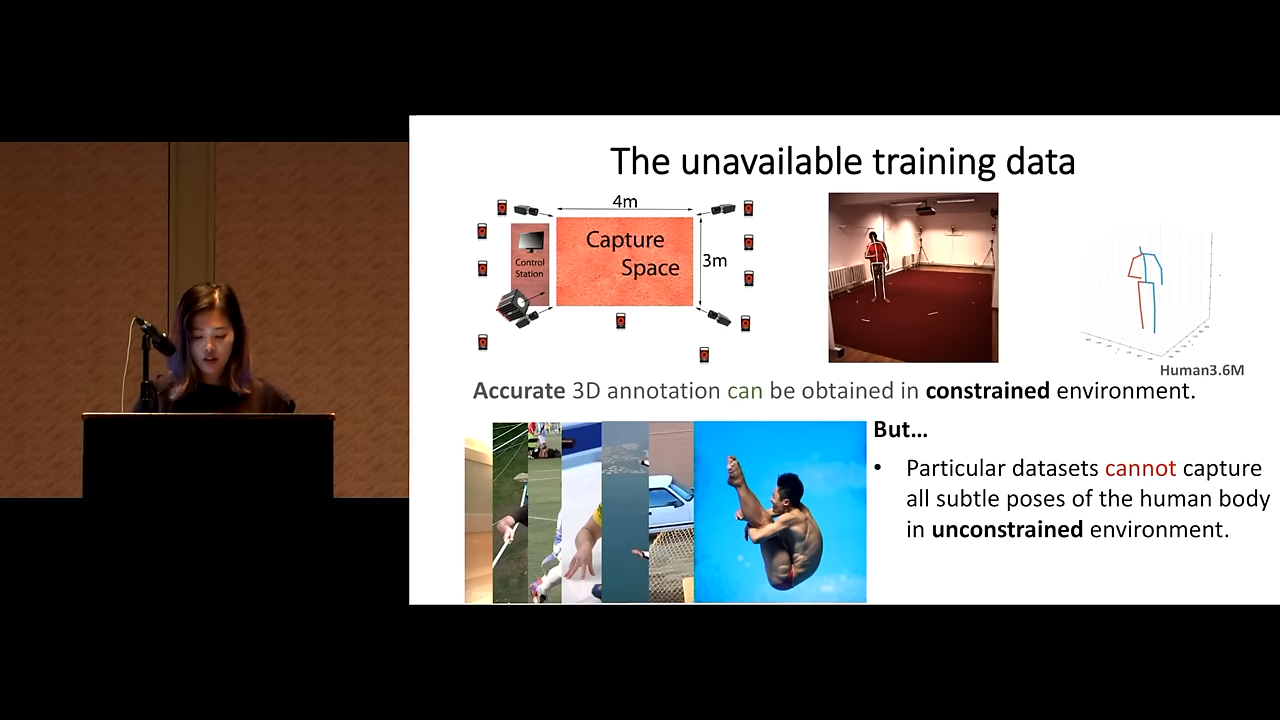 The unavailable training data
4m
Capture
Space
3m
Control
Station
Human3.6M
Accurate 3D annotation can be obtained in constrained environment.
But...
• Particular datasets cannot capture
all subtle poses of the human body
in unconstrained environment.